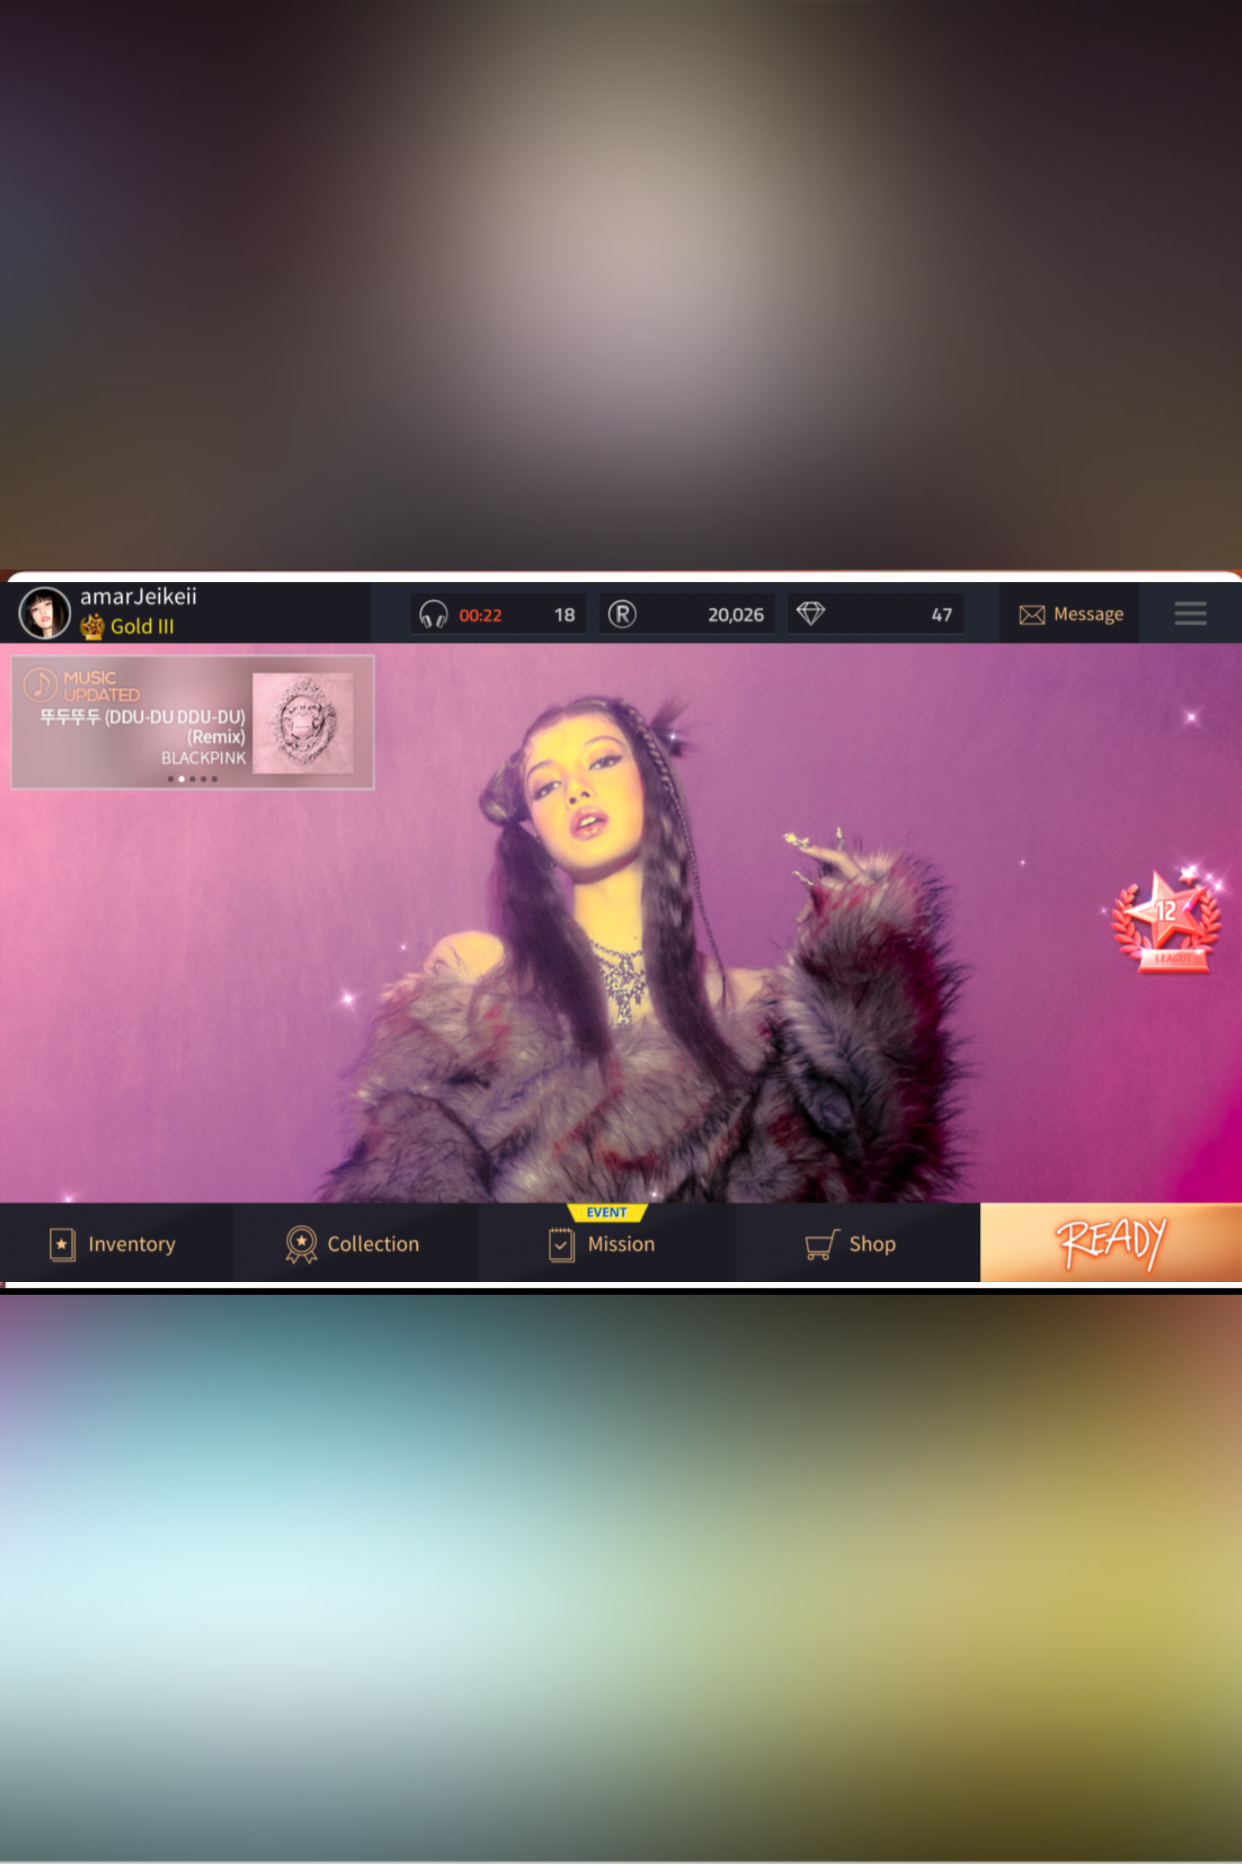 amarJeikeii
Gold III
00:22
18
R
20,026
47
Message
MUSIC
UPDATED
뚜두뚜두 (DDU-DU DDU-DU)
(Remix)
BLACKPINK
12
LEAGUE
EVENT
Inventory
Collection
Mission
Shop
READY